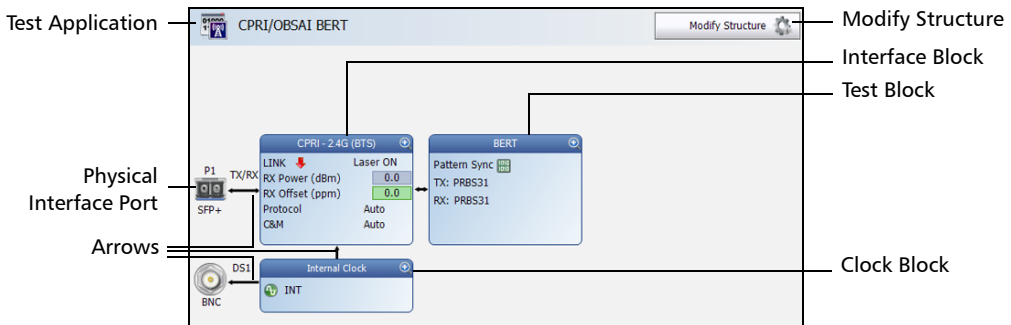 Test Application
CPRI/OBSAI BERT
Modify Structure
Modify Structure
Interface Block
Test Block
CPRI - 2.4G (BTS)
LINK Laser ON
RX Power (dBm) 0.0
RX Offset (ppm) 0.0
Protocol Auto
C&M Auto
BERT
Pattern Sync
TX: PRBS31
RX: PRBS31
P1
TX/RX
SFP+
Physical
Interface Port
Arrows
DS1
BNC
Internal Clock
INT
Clock Block